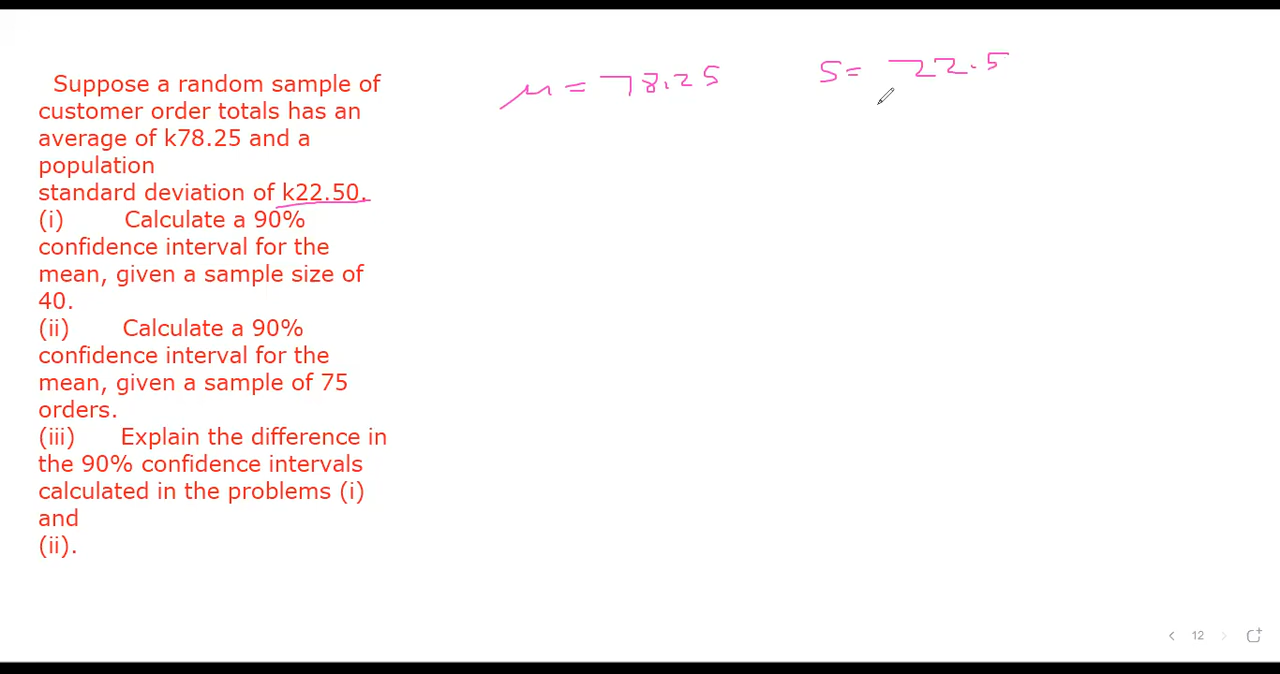 Suppose a random sample of
customer order totals has an
average of k78.25 and a
population
standard deviation of k22.50.
(i) Calculate a 90%
confidence interval for the
mean, given a sample size of
40.
(ii) Calculate a 90%
confidence interval for the
mean, given a sample of 75
orders.
(iii) Explain the difference in
the 90% confidence intervals
calculated in the problems (i)
and
(ii).
μ = 78.25 S = 22.5
12